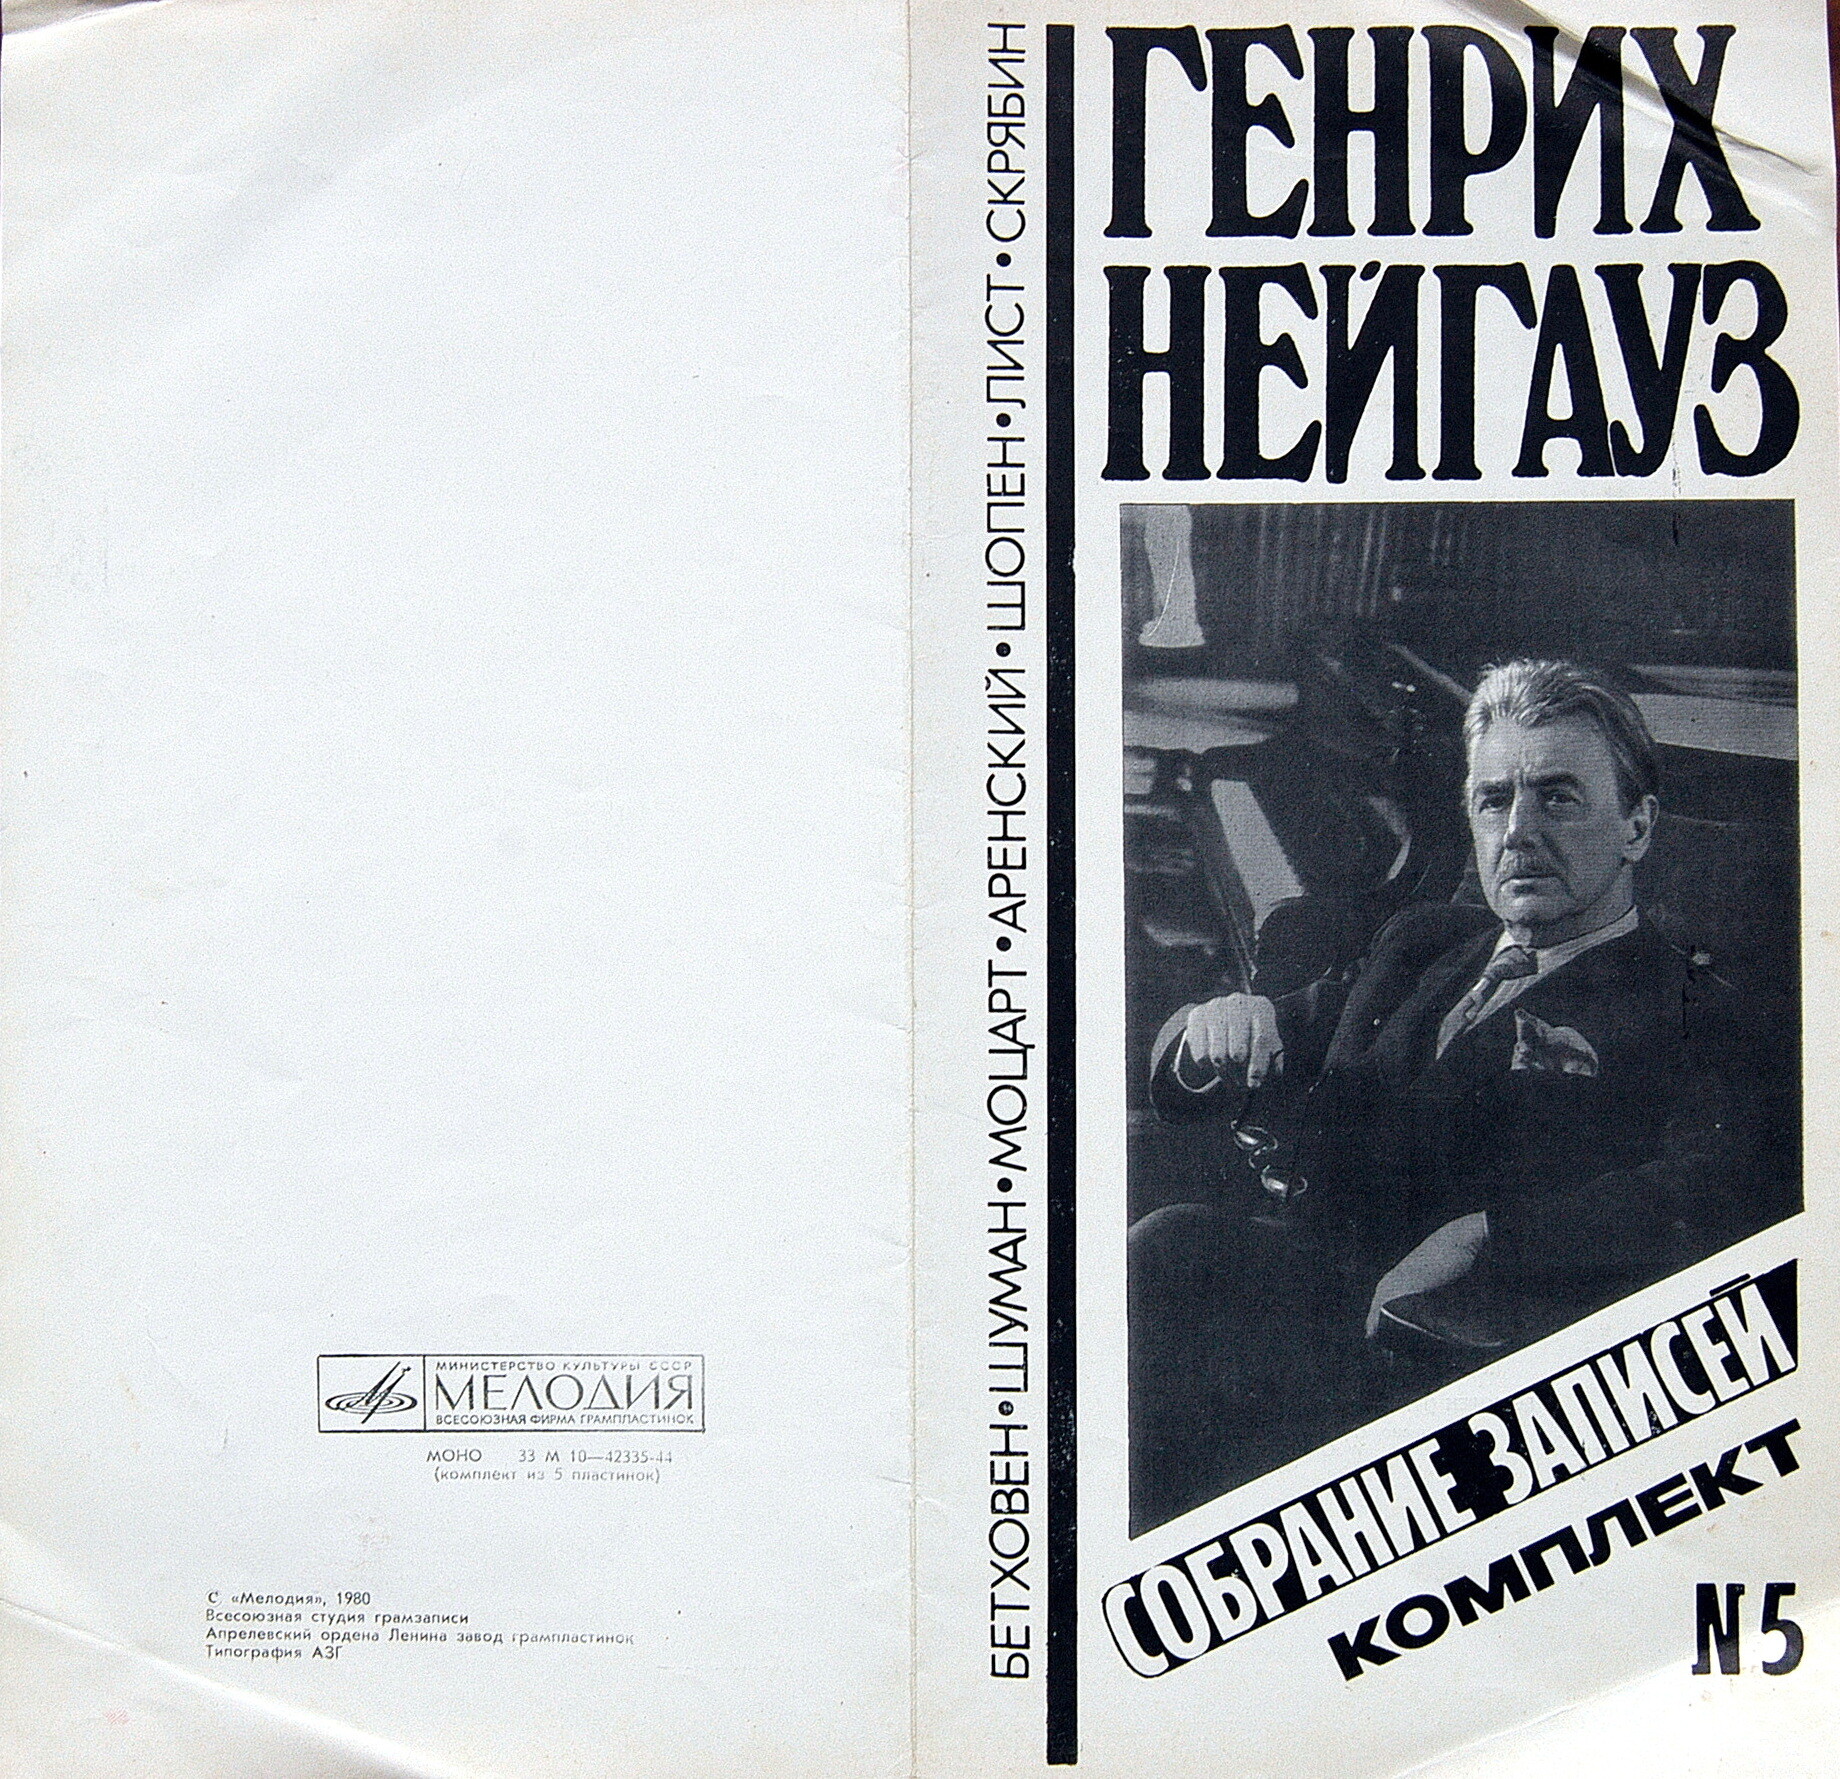 МИНИСТЕРСТВО КУЛЬТУРЫ СССР
МЕЛОДИЯ
ВСЕСОЮЗНАЯ ФИРМА ГРАМПЛАСТИНОК
МОНО 33 М 10—42335-44
(комплект из 5 пластинок)
© «Мелодия», 1980
Всесоюзная студия грамзаписи
Апрелевский ордена Ленина завод грампластинок
Типография АЗГ
БЕТХОВЕН • ШУМАН • МОЦАРТ • АРЕНСКИЙ • ШОПЕН • ЛИСТ • СКРЯБИН
ГЕНРИХ
НЕЙГАУЗ
СОБРАНИЕ ЗАПИСЕЙ
КОМПЛЕКТ
N 5